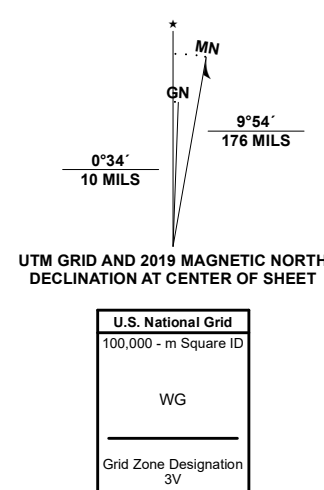 MN
GN
9°54´
176 MILS
0°34´
10 MILS
UTM GRID AND 2019 MAGNETIC NORTH
DECLINATION AT CENTER OF SHEET
U.S. National Grid
100,000 - m Square ID
WG
Grid Zone Designation
3V